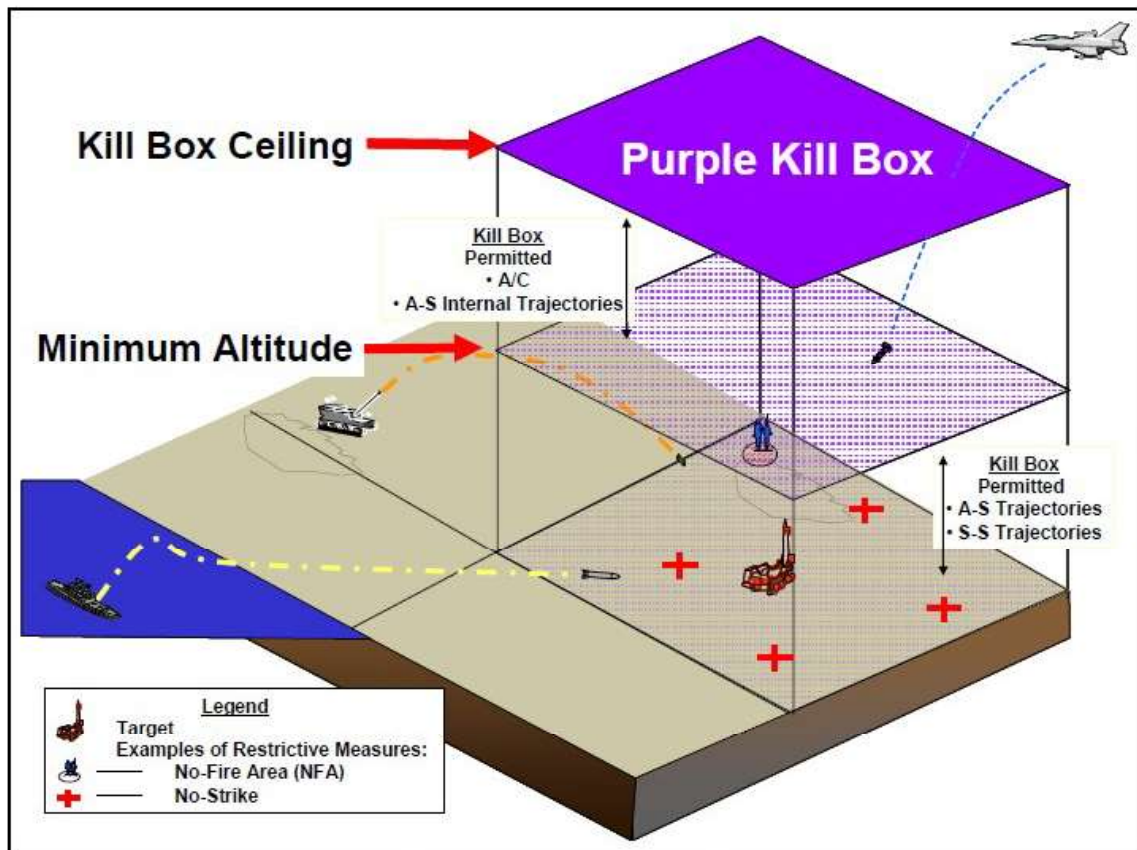 Kill Box Ceiling
Purple Kill Box
Kill Box
Permitted
• A/C
• A-S Internal Trajectories
Minimum Altitude
Kill Box
Permitted
• A-S Trajectories
• S-S Trajectories
Legend
Target
Examples of Restrictive Measures:
No-Fire Area (NFA)
No-Strike